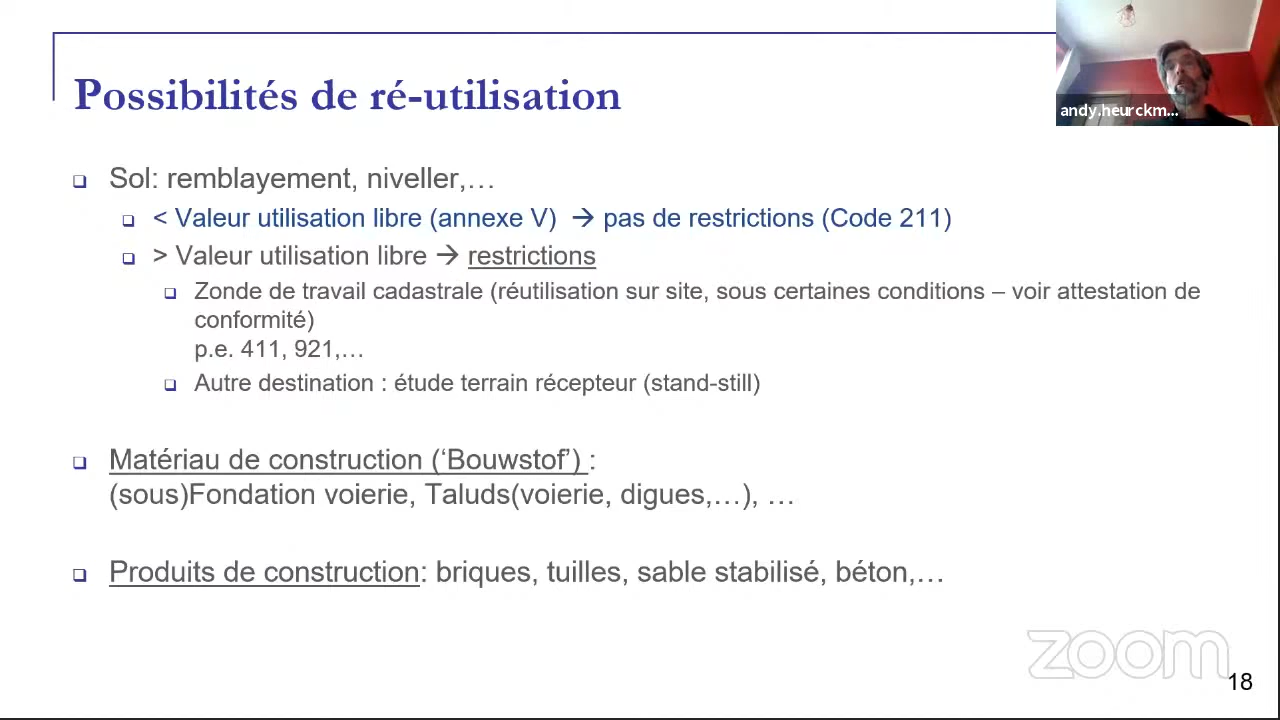 Possibilités de ré-utilisation
andy.heurckm...
Sol: remblayement, niveller,…
< Valeur utilisation libre (annexe V) → pas de restrictions (Code 211)
> Valeur utilisation libre → restrictions
Zonde de travail cadastrale (réutilisation sur site, sous certaines conditions – voir attestation de
conformité)
p.e. 411, 921,…
Autre destination : étude terrain récepteur (stand-still)
Matériau de construction (‘Bouwstof’) :
(sous)Fondation voierie, Taluds(voierie, digues,…), …
Produits de construction: briques, tuilles, sable stabilisé, béton,…
zoom
18